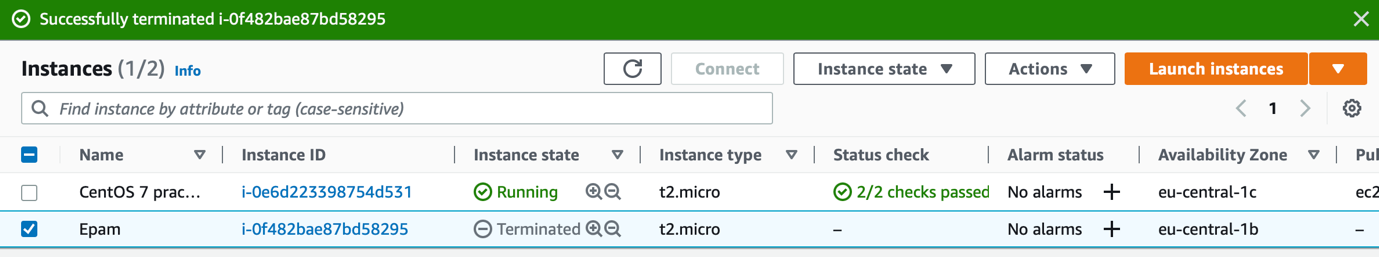 Successfully terminated i-0f482bae87bd58295
Instances (1/2) Info Connect Instance state Actions Launch instances
Find instance by attribute or tag (case-sensitive) 1
Name Instance ID Instance state Instance type Status check Alarm status Availability Zone Pul
CentOS 7 prac... i-0e6d223398754d531 Running t2.micro 2/2 checks passed No alarms + eu-central-1c ec2
Epam i-0f482bae87bd58295 Terminated t2.micro – No alarms + eu-central-1b –